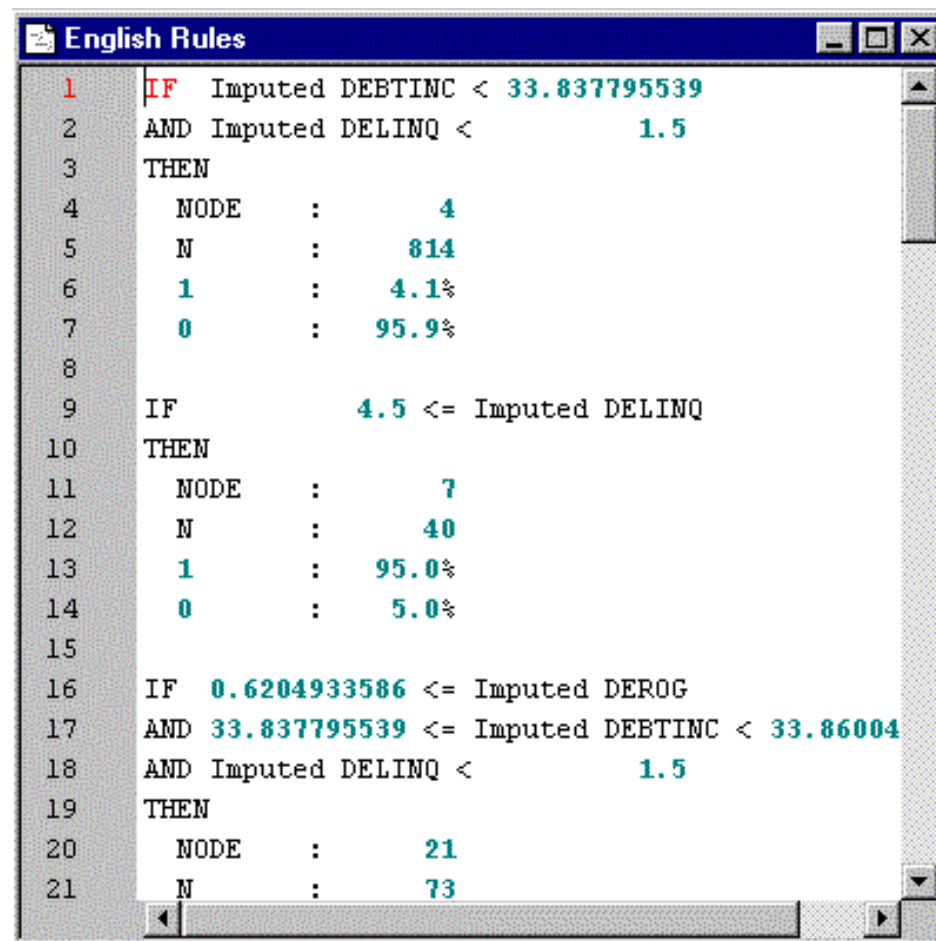 English Rules
1 IF Imputed DEBTINC < 33.837795539
2 AND Imputed DELINQ < 1.5
3 THEN
4 NODE : 4
5 N : 814
6 1 : 4.1%
7 0 : 95.9%
8
9 IF 4.5 <= Imputed DELINQ
10 THEN
11 NODE : 7
12 N : 40
13 1 : 95.0%
14 0 : 5.0%
15
16 IF 0.6204933586 <= Imputed DEROG
17 AND 33.837795539 <= Imputed DEBTINC < 33.86004
18 AND Imputed DELINQ < 1.5
19 THEN
20 NODE : 21
21 N : 73